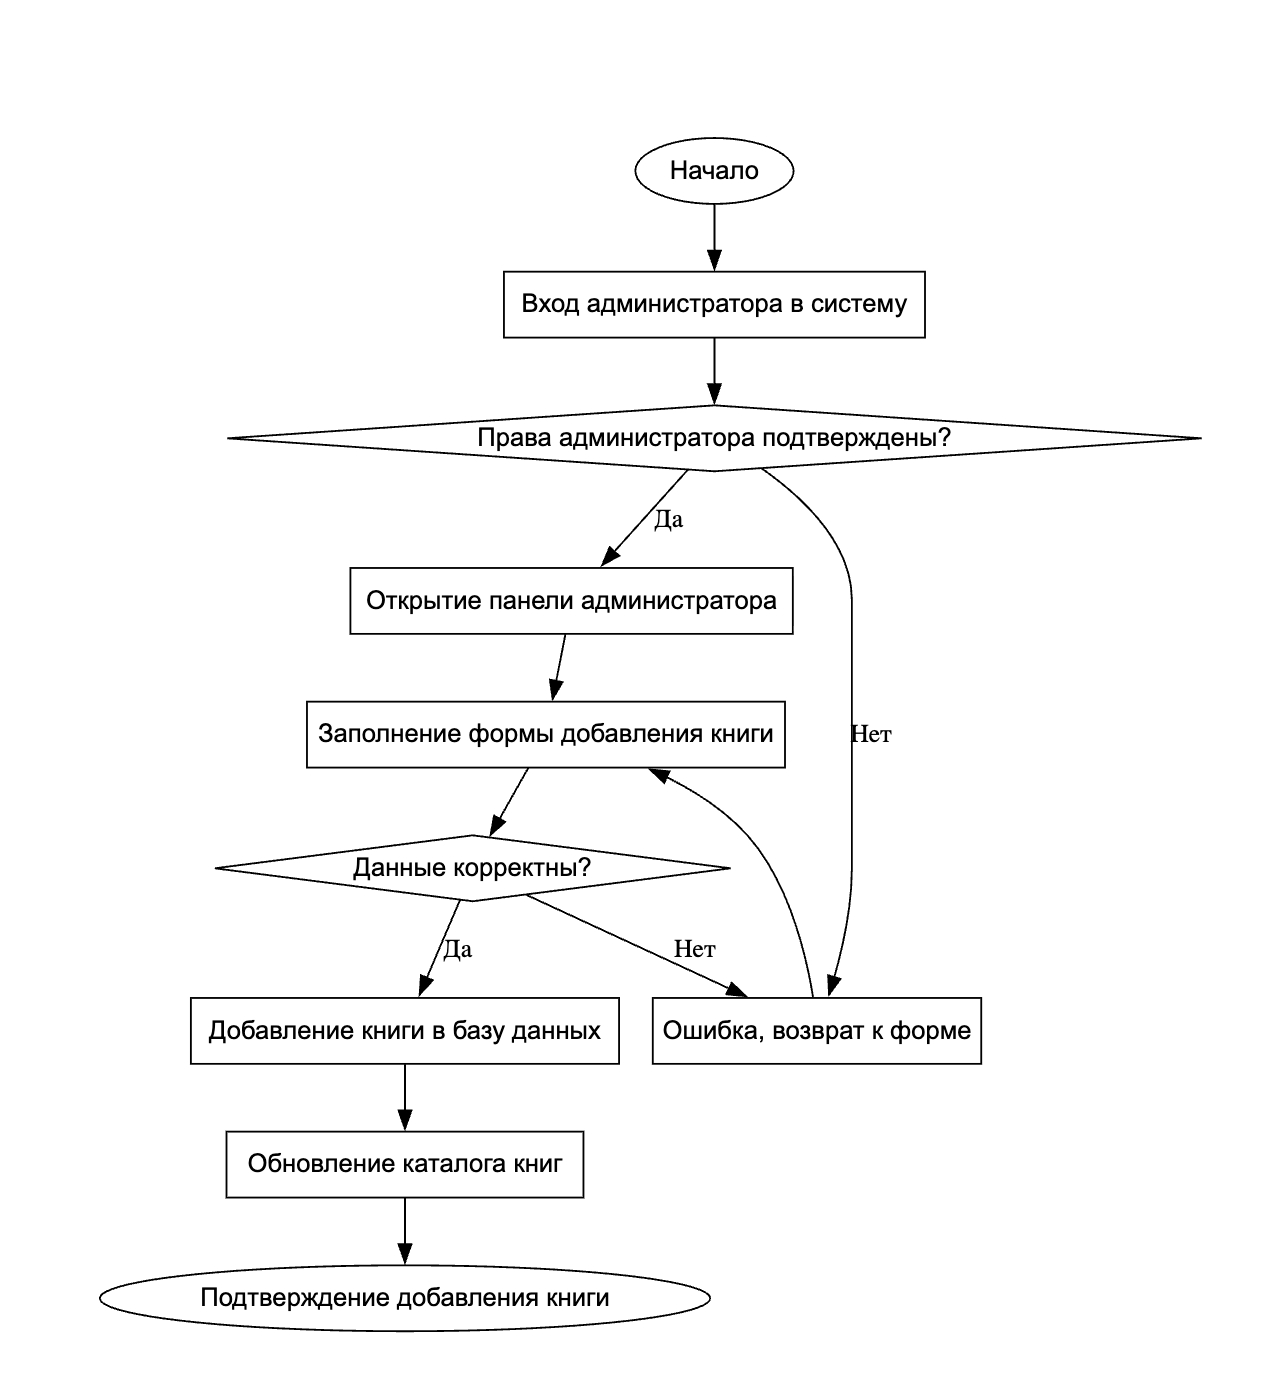 Начало
Вход администратора в систему
Права администратора подтверждены?
Да
Открытие панели администратора
Заполнение формы добавления книги
Нет
Данные корректны?
Да
Нет
Добавление книги в базу данных
Ошибка, возврат к форме
Обновление каталога книг
Подтверждение добавления книги